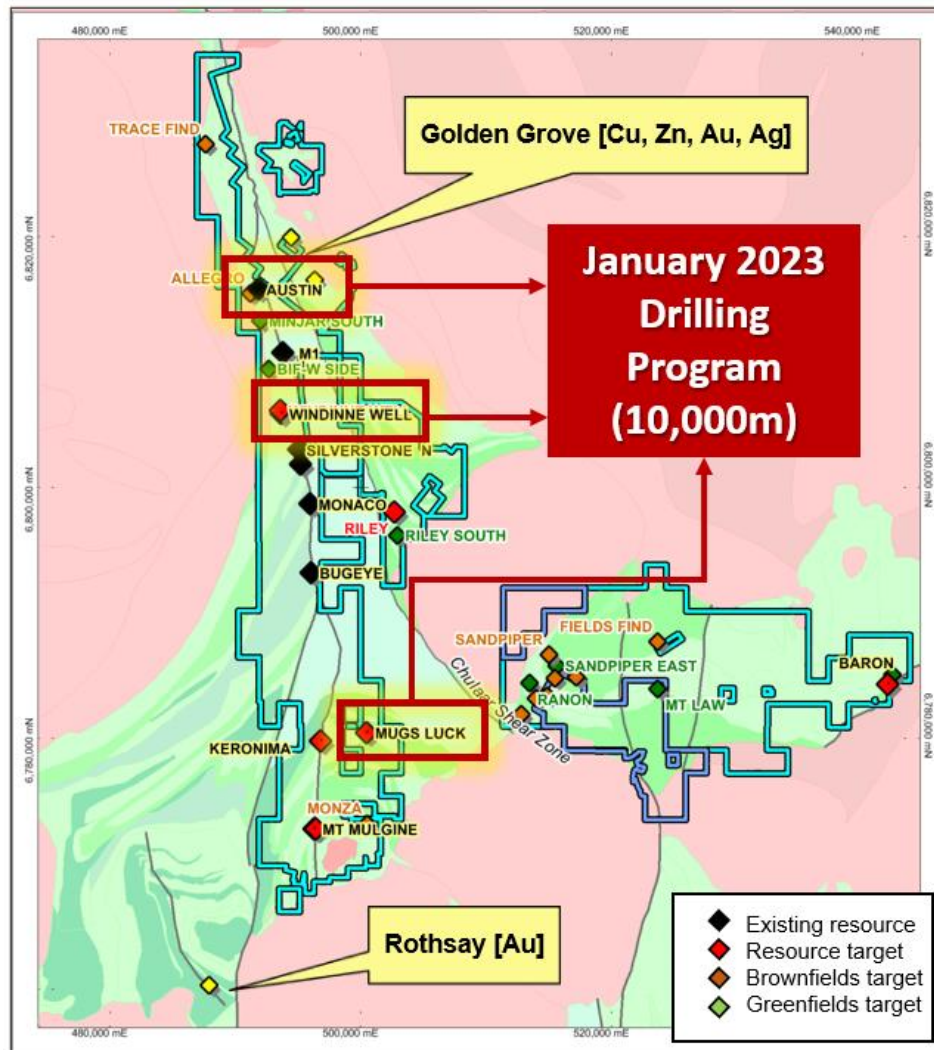 480,000 mE
500,000 mE
520,000 mE
540,000 mE
TRACE FIND
Golden Grove [Cu, Zn, Au, Ag]
6,820,000 mN
6,820,000 mN
January 2023
Drilling
Program
(10,000m)
ALLEGRO
AUSTIN
MINJAR SOUTH
M1
BIF-W SIDE
WINDINNE WELL
SILVERSTONE N
6,800,000 mN
6,800,000 mN
MONACO
RILEY
RILEY SOUTH
BUGEYE
SANDPIPER
FIELDS FIND
SANDPIPER EAST
BARON
RANON
MT LAW
Chulaar Shear Zone
MUGS LUCK
KERONIMA
6,780,000 mN
6,780,000 mN
MONZA
MT MULGINE
Rothsay [Au]
Existing resource
Resource target
Brownfields target
Greenfields target
480,000 mE
500,000 mE
520,000 mE